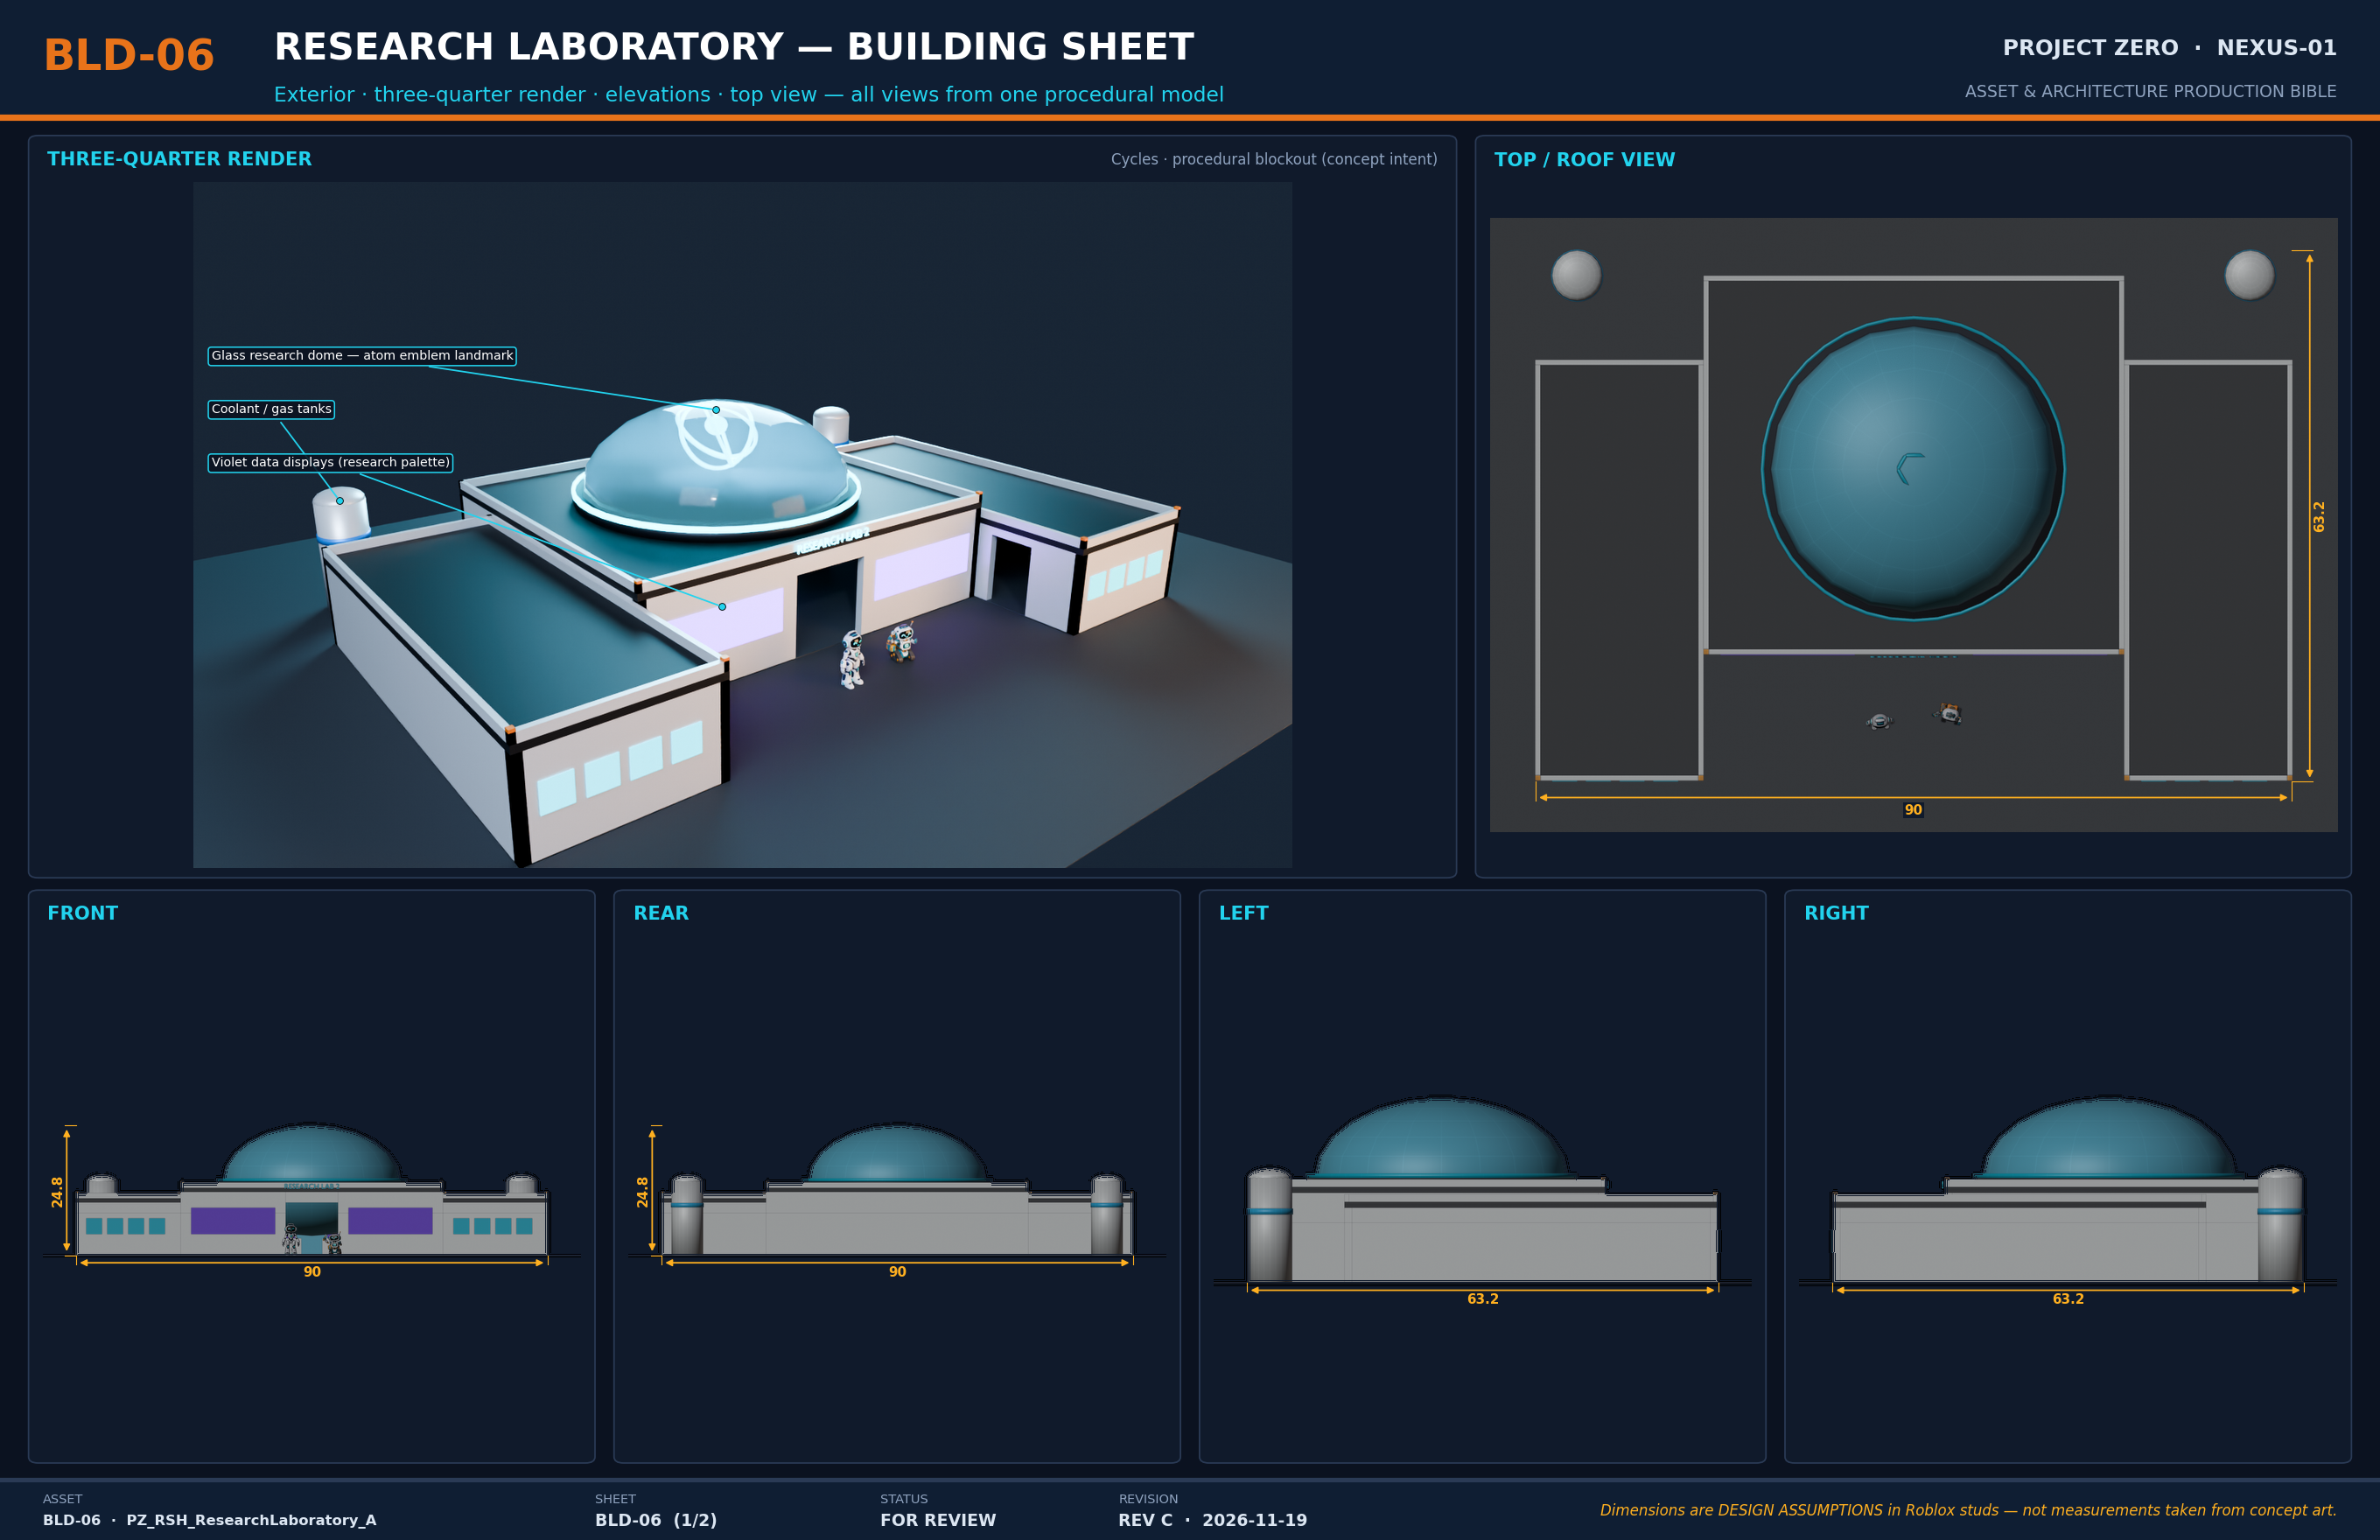 BLD-06
RESEARCH LABORATORY — BUILDING SHEET
Exterior · three-quarter render · elevations · top view — all views from one procedural model
PROJECT ZERO · NEXUS-01
ASSET & ARCHITECTURE PRODUCTION BIBLE
THREE-QUARTER RENDER
Cycles · procedural blockout (concept intent)
Glass research dome — atom emblem landmark
Coolant / gas tanks
Violet data displays (research palette)
TOP / ROOF VIEW
63.2
90
FRONT
24.8
90
REAR
24.8
90
LEFT
63.2
RIGHT
63.2
ASSET
BLD-06 · PZ_RSH_ResearchLaboratory_A
SHEET
BLD-06 (1/2)
STATUS
FOR REVIEW
REVISION
REV C · 2026-11-19
Dimensions are DESIGN ASSUMPTIONS in Roblox studs — not measurements taken from concept art.